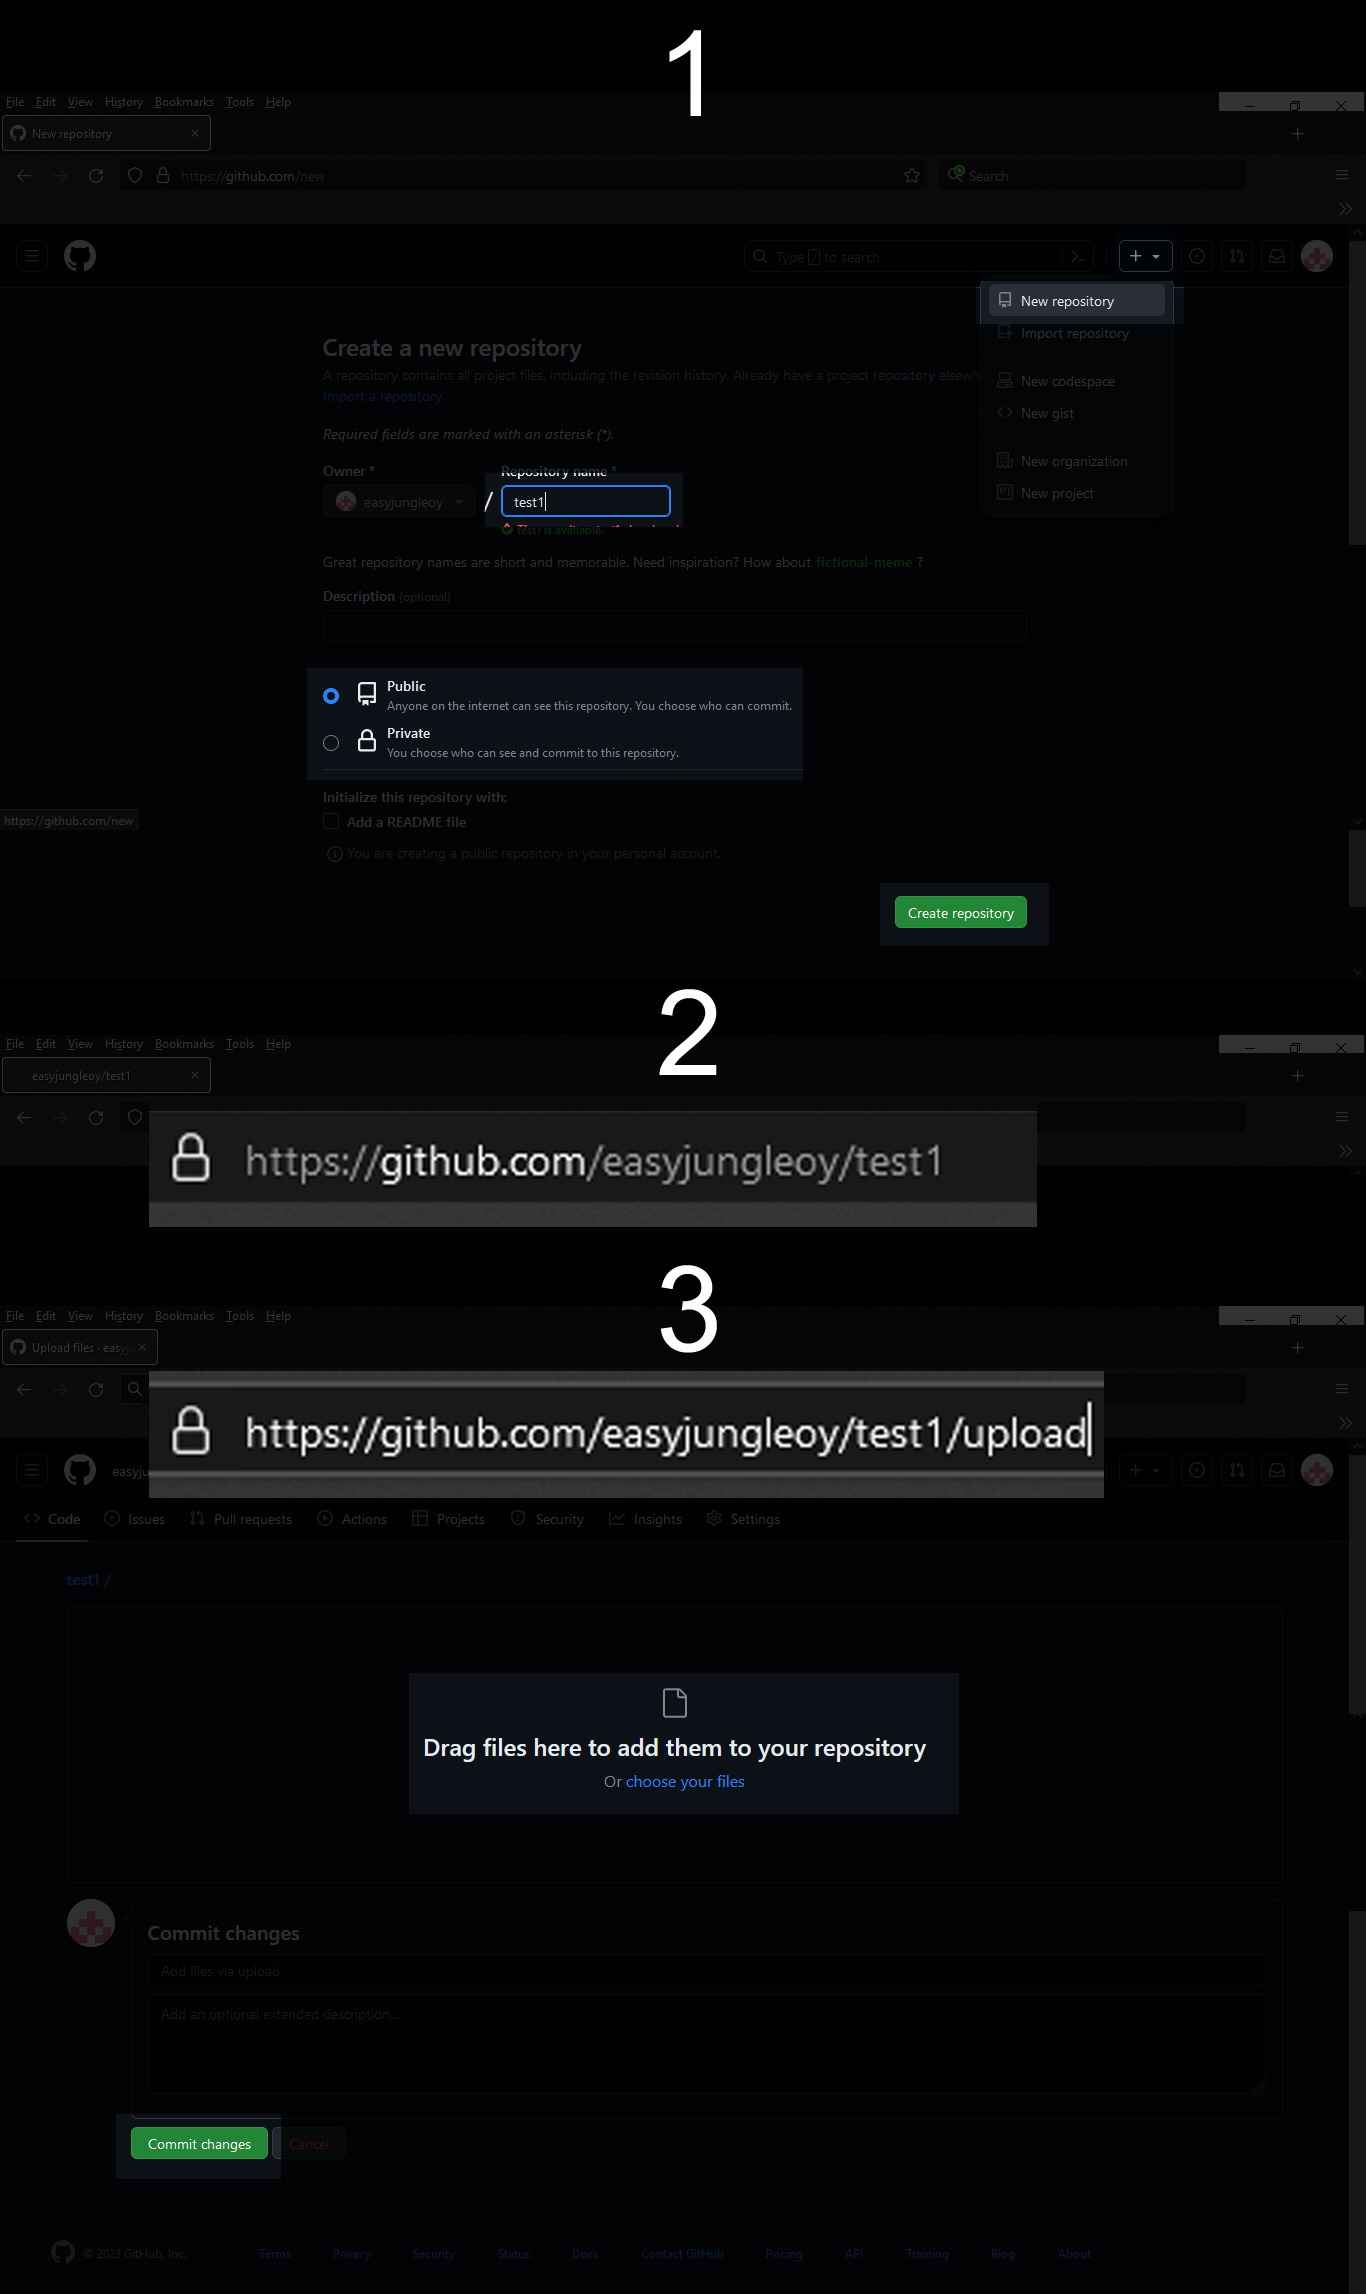 1
File Edit View History Bookmarks Tools Help
New repository
https://github.com/new
Search
Type / to search
New repository
Import repository
New codespace
New gist
New organization
New project
Create a new repository
A repository contains all project files, including the revision history. Already have a project repository elsewh
Import a repository.
Required fields are marked with an asterisk (*).
Owner * Repository name *
easyjungleoy / test1
test1 is available.
Great repository names are short and memorable. Need inspiration? How about fictional-meme ?
Description (optional)
Public
Anyone on the internet can see this repository. You choose who can commit.
Private
You choose who can see and commit to this repository.
Initialize this repository with:
https://github.com/new
Add a README file
You are creating a public repository in your personal account.
Create repository
2
File Edit View History Bookmarks Tools Help
easyjungleoy/test1
https://github.com/easyjungleoy/test1
3
File Edit View History Bookmarks Tools Help
Upload files · easyju
https://github.com/easyjungleoy/test1/upload
easyju
Code Issues Pull requests Actions Projects Security Insights Settings
test1 /
Drag files here to add them to your repository
Or choose your files
Commit changes
Add files via upload
Add an optional extended description...
Commit changes Cancel
© 2023 GitHub, Inc. Terms Privacy Security Status Docs Contact GitHub Pricing API Training Blog About